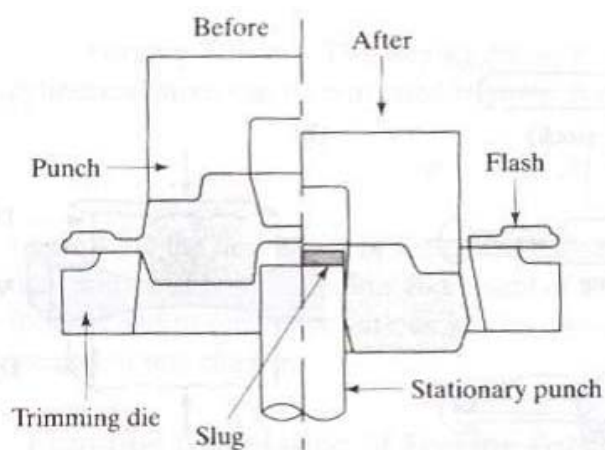 Before
After
Punch
Flash
Trimming die
Slug
Stationary punch